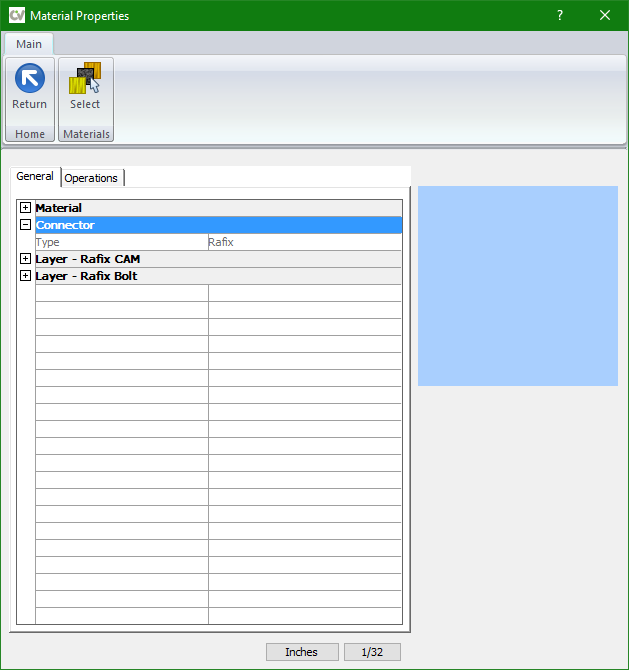 CV Material Properties ?
Main
Return Select
Home Materials
General Operations
Material
Connector
Type Rafix
Layer - Rafix CAM
Layer - Rafix Bolt
Inches 1/32